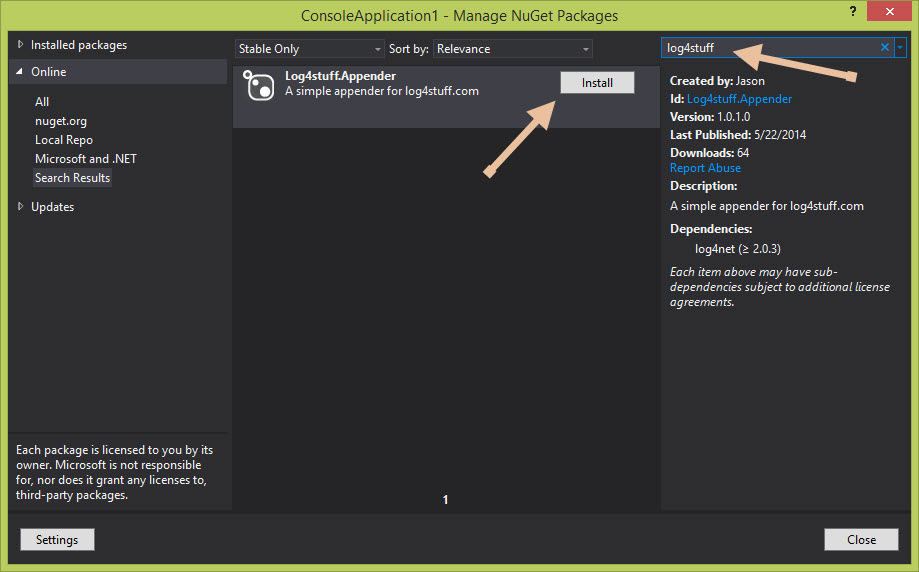 ConsoleApplication1 - Manage NuGet Packages
?
Installed packages
Online
All
nuget.org
Local Repo
Microsoft and .NET
Search Results
Updates
Each package is licensed to you by its
owner. Microsoft is not responsible
for, nor does it grant any licenses to,
third-party packages.
Settings
Stable Only
Sort by: Relevance
Log4stuff.Appender
A simple appender for log4stuff.com
Install
1
log4stuff
Created by: Jason
Id: Log4stuff.Appender
Version: 1.0.1.0
Last Published: 5/22/2014
Downloads: 64
Report Abuse
Description:
A simple appender for log4stuff.com
Dependencies:
log4net (≥ 2.0.3)
Each item above may have sub-
dependencies subject to additional license
agreements.
Close